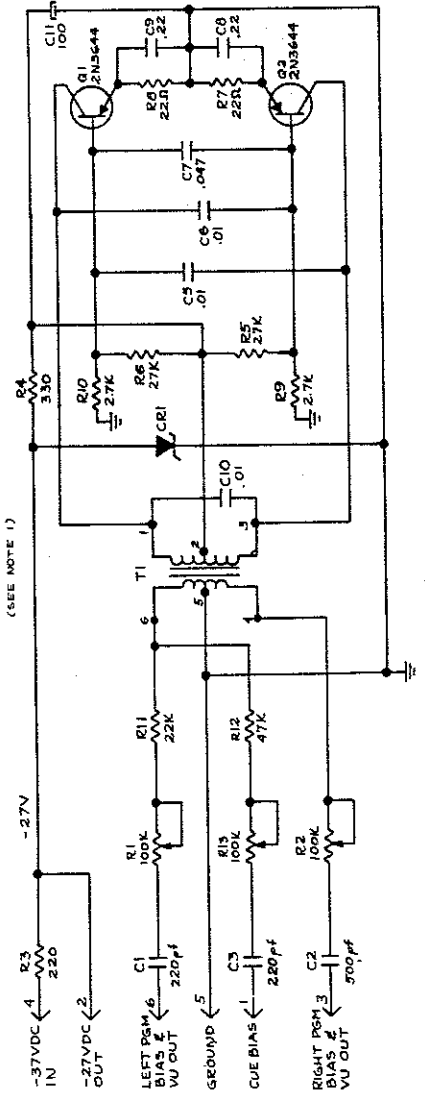 (SEE NOTE 1)
C11
100
-37VDC
IN
4
R3
220
-27V
R4
330
-27VDC
OUT
2
Q1
2N3644
C9
.22
R8
22Ω
C8
.22
R7
22Ω
Q2
2N3644
C7
.047
C6
.01
C5
.01
R10
2.7K
R6
27K
R5
27K
R9
2.7K
CR1
C10
.01
T1
1
2
3
6
5
4
LEFT PGM
BIAS &
VU OUT
6
C1
220pf
R1
100K
R11
22K
GROUND
5
CUE BIAS
1
C3
220pf
R13
100K
R12
47K
RIGHT PGM
BIAS &
VU OUT
3
C2
500pf
R2
100K